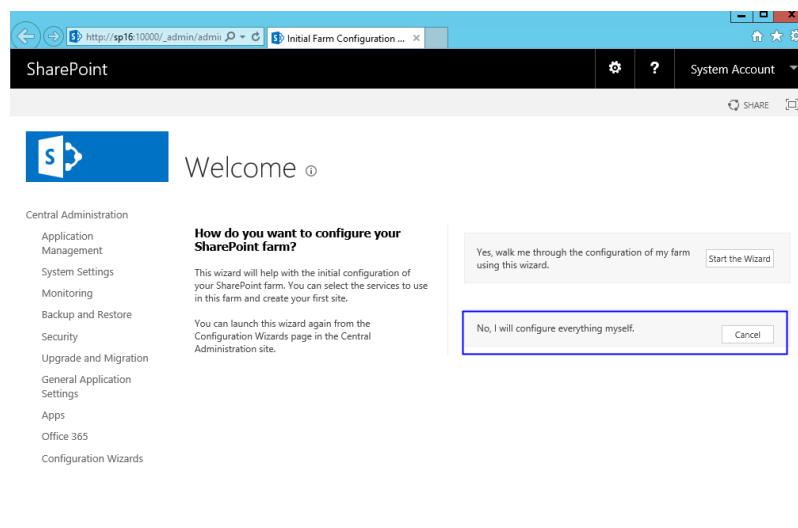 http://sp16:10000/_admin/admin
Initial Farm Configuration ...
SharePoint
?
System Account
SHARE
S
Welcome
Central Administration
Application
Management
System Settings
Monitoring
Backup and Restore
Security
Upgrade and Migration
General Application
Settings
Apps
Office 365
Configuration Wizards
How do you want to configure your
SharePoint farm?
This wizard will help with the initial configuration of
your SharePoint farm. You can select the services to use
in this farm and create your first site.
You can launch this wizard again from the
Configuration Wizards page in the Central
Administration site.
Yes, walk me through the configuration of my farm
using this wizard.
Start the Wizard
No, I will configure everything myself.
Cancel